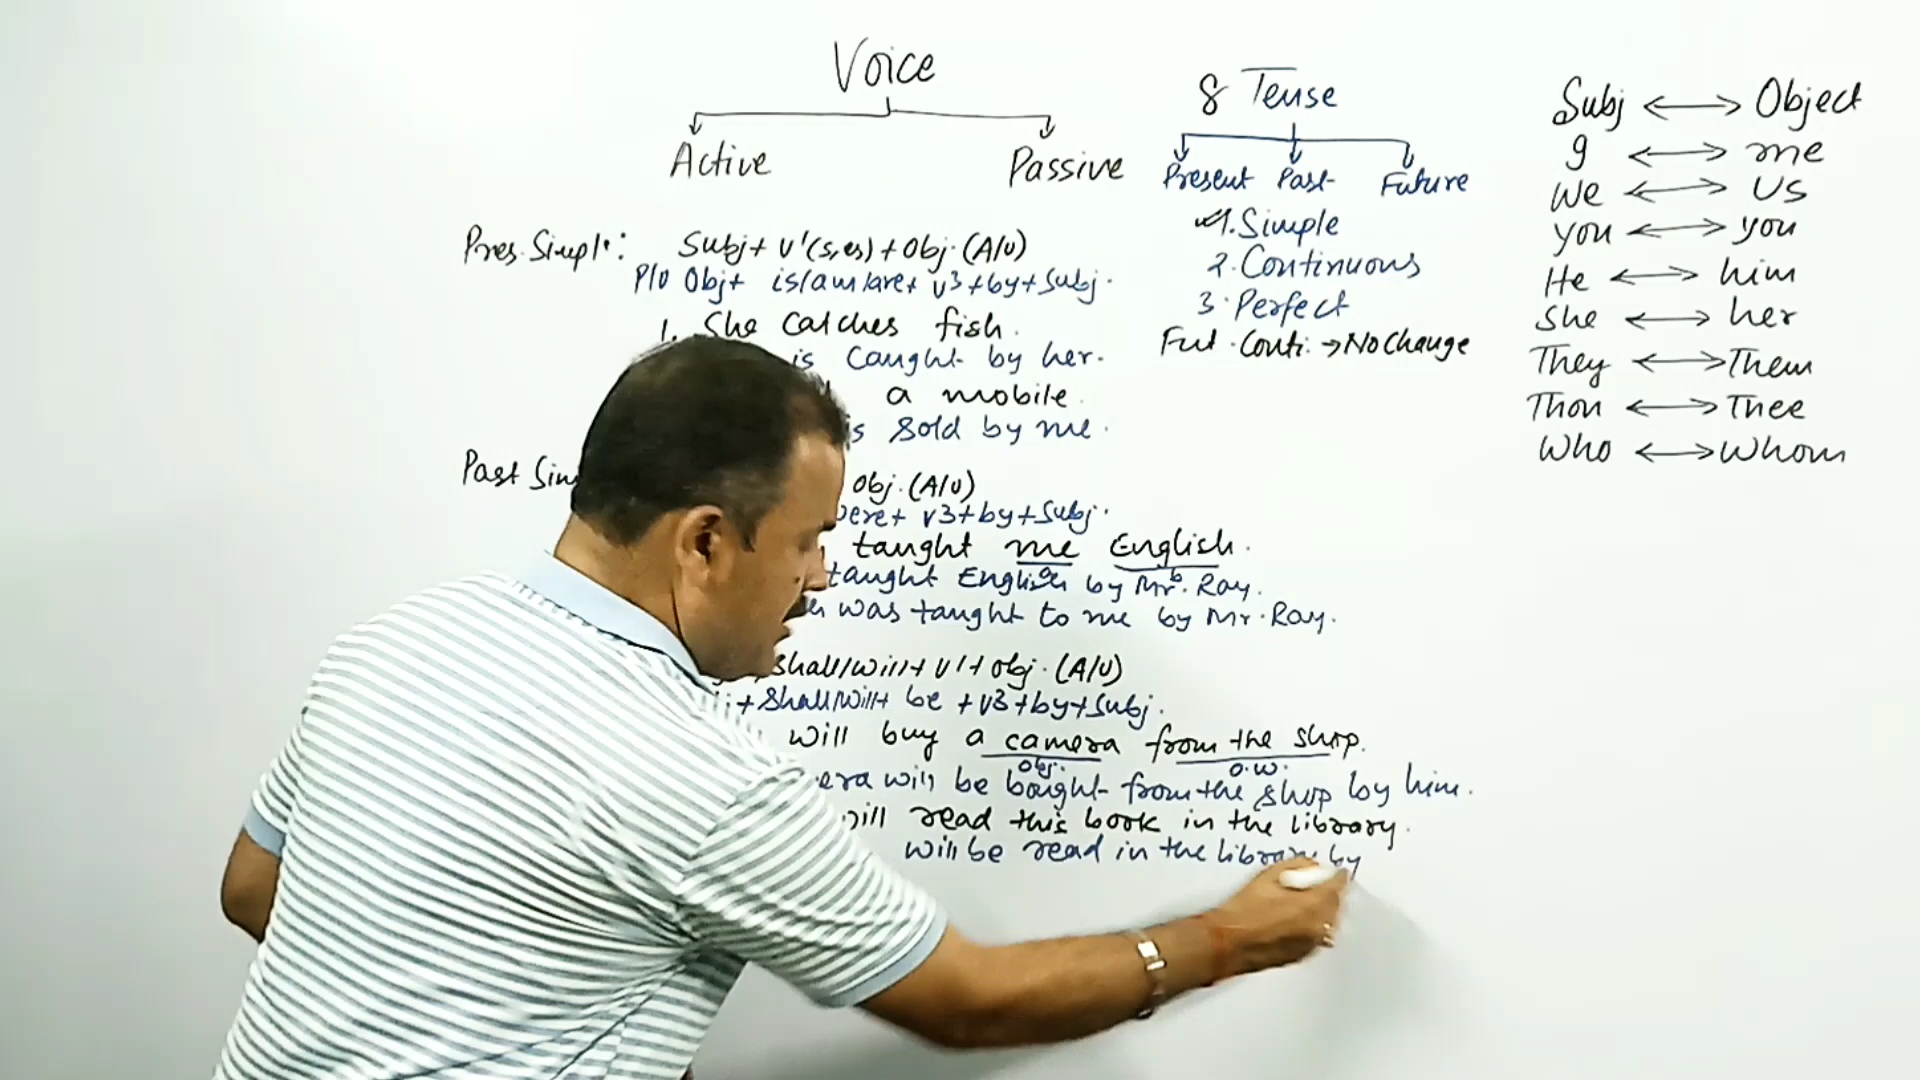 Voice
Active Passive
Pres. Simple: Subj + V1(s, es) + Obj. (A/V)
P/V Obj + is/am/are + V3 + by + Subj.
1. She catches fish.
is caught by her.
a mobile.
is sold by me.
Past Sim
Obj. (A/V)
were + V3 + by + Subj.
taught me English.
a b
taught English by Mr. Ray.
was taught to me by Mr. Ray.
shall/will + V1 + Obj. (A/V)
+ shall/will + be + V3 + by + Subj.
will buy a camera from the shop.
Obj. O.W.
era will be bought from the shop by him.
will read this book in the library.
will be read in the library by
8 Tense
Present Past Future
1. Simple
2. Continuous
3. Perfect
Fut. Conti. → No Change
Subj ↔ Object
I ↔ me
We ↔ Us
you ↔ you
He ↔ him
She ↔ her
They ↔ Them
Thou ↔ Thee
Who ↔ Whom